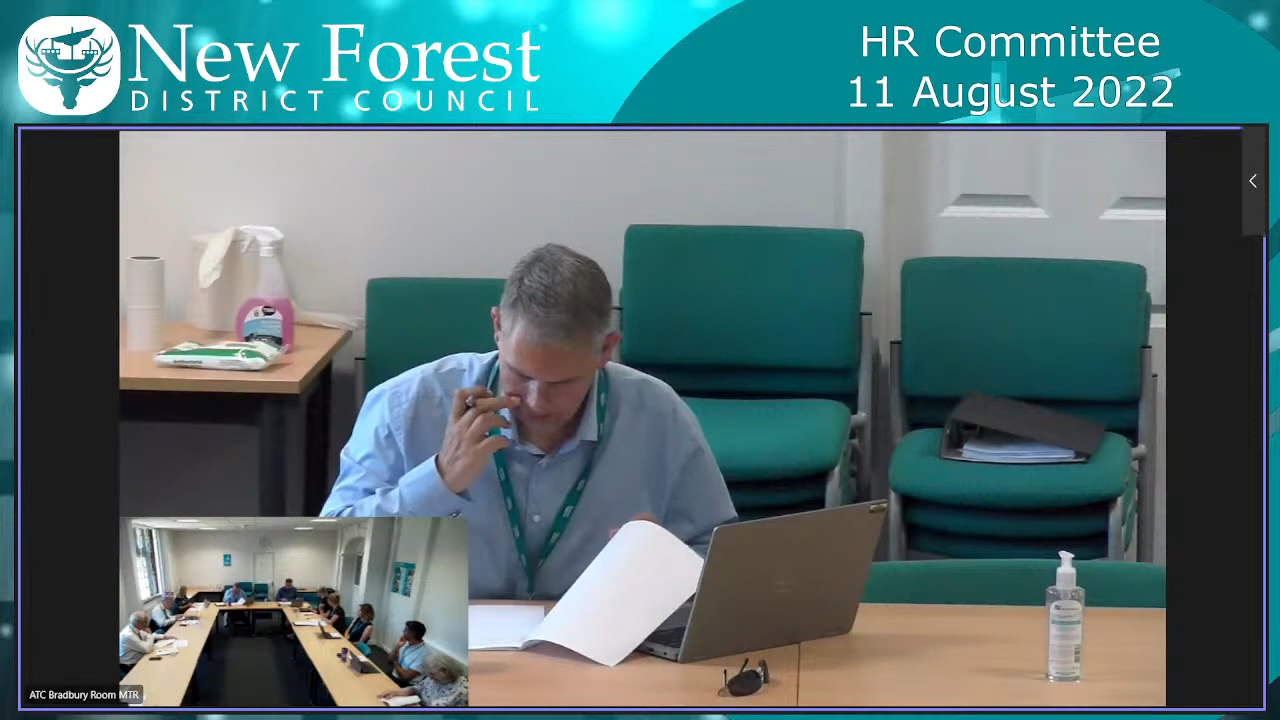 New Forest
DISTRICT COUNCIL
HR Committee
11 August 2022
ATC Bradbury Room MTR